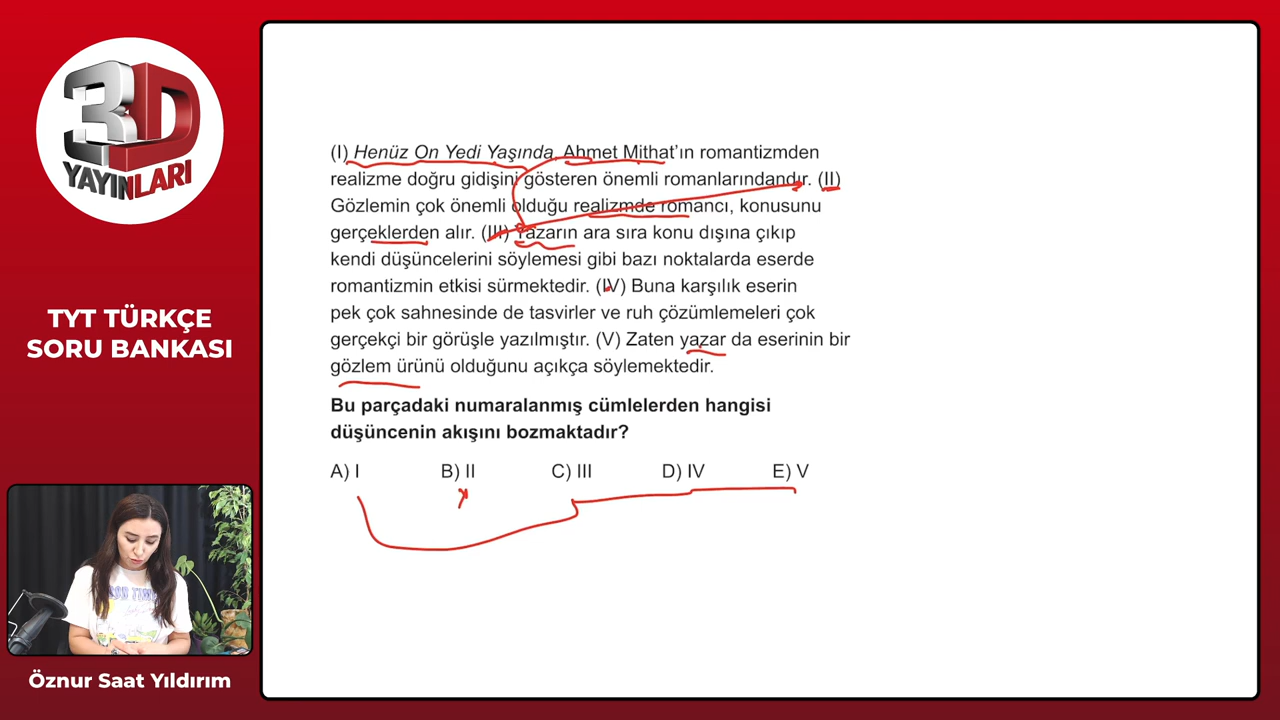 3D
YAYINLARI
TYT TÜRKÇE
SORU BANKASI
(I) Henüz On Yedi Yaşında, Ahmet Mithat'ın romantizmden
realizme doğru gidişini gösteren önemli romanlarındandır. (II)
Gözlemin çok önemli olduğu realizmde romancı, konusunu
gerçeklerden alır. (III) Yazarın ara sıra konu dışına çıkıp
kendi düşüncelerini söylemesi gibi bazı noktalarda eserde
romantizmin etkisi sürmektedir. (IV) Buna karşılık eserin
pek çok sahnesinde de tasvirler ve ruh çözümlemeleri çok
gerçekçi bir görüşle yazılmıştır. (V) Zaten yazar da eserinin bir
gözlem ürünü olduğunu açıkça söylemektedir.
Bu parçadaki numaralanmış cümlelerden hangisi
düşüncenin akışını bozmaktadır?
A) I B) II C) III D) IV E) V
Öznur Saat Yıldırım